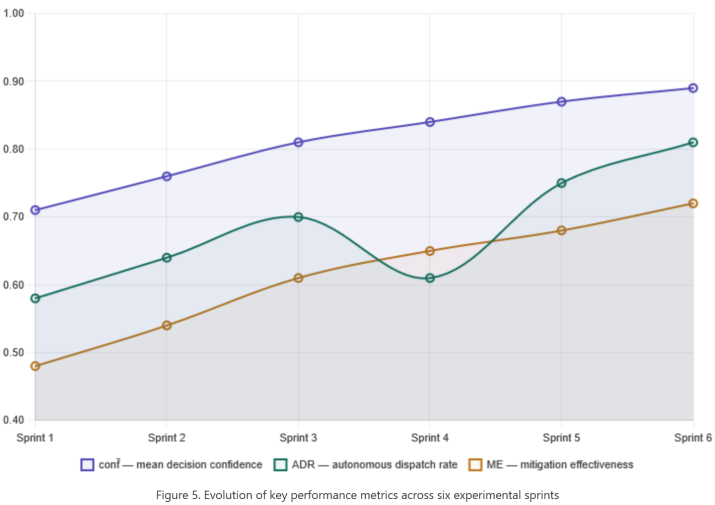 1.00
0.90
0.80
0.70
0.60
0.50
0.40
Sprint 1 Sprint 2 Sprint 3 Sprint 4 Sprint 5 Sprint 6
conf̄ — mean decision confidence ADR — autonomous dispatch rate ME — mitigation effectiveness
Figure 5. Evolution of key performance metrics across six experimental sprints